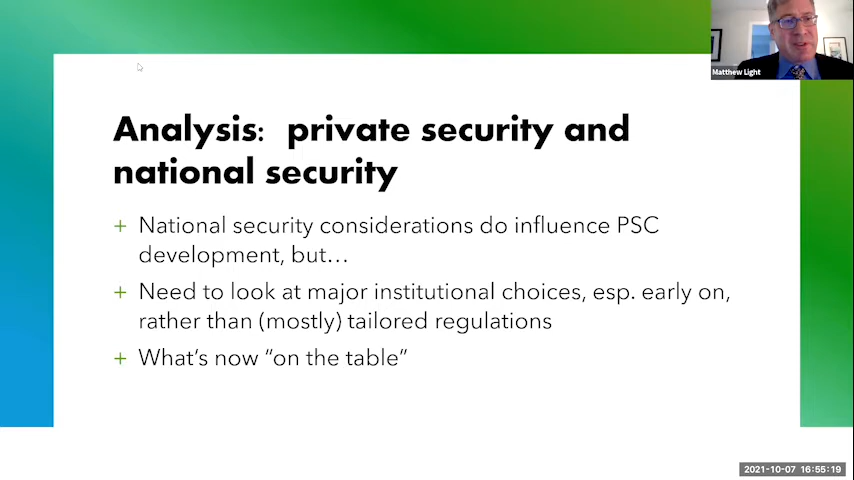 Matthew Light
Analysis: private security and
national security
+ National security considerations do influence PSC
development, but…
+ Need to look at major institutional choices, esp. early on,
rather than (mostly) tailored regulations
+ What's now “on the table”
2021-10-07 16:55:19